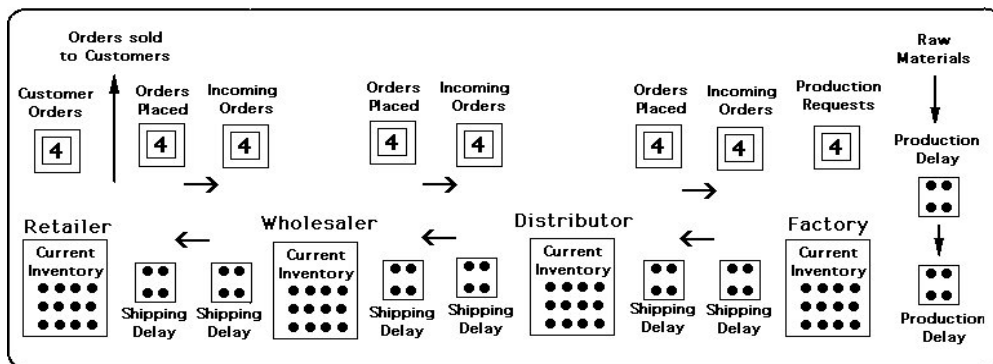 Orders sold
to Customers
Raw
Materials
Customer
Orders
Orders
Placed
Incoming
Orders
Orders
Placed
Incoming
Orders
Orders
Placed
Incoming
Orders
Production
Requests
4
4
4
4
4
4
4
4
Production
Delay
Retailer
Wholesaler
Distributor
Factory
Current
Inventory
Shipping
Delay
Shipping
Delay
Current
Inventory
Shipping
Delay
Shipping
Delay
Current
Inventory
Shipping
Delay
Shipping
Delay
Current
Inventory
Production
Delay